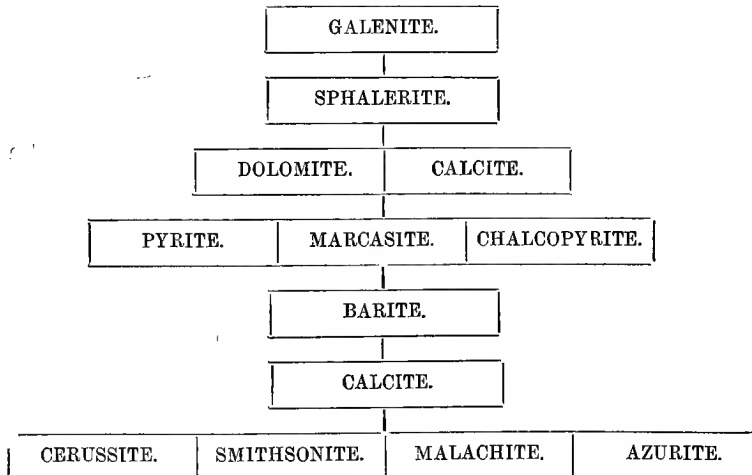 GALENITE.
SPHALERITE.
DOLOMITE. CALCITE.
PYRITE. MARCASITE. CHALCOPYRITE.
BARITE.
CALCITE.
CERUSSITE. SMITHSONITE. MALACHITE. AZURITE.